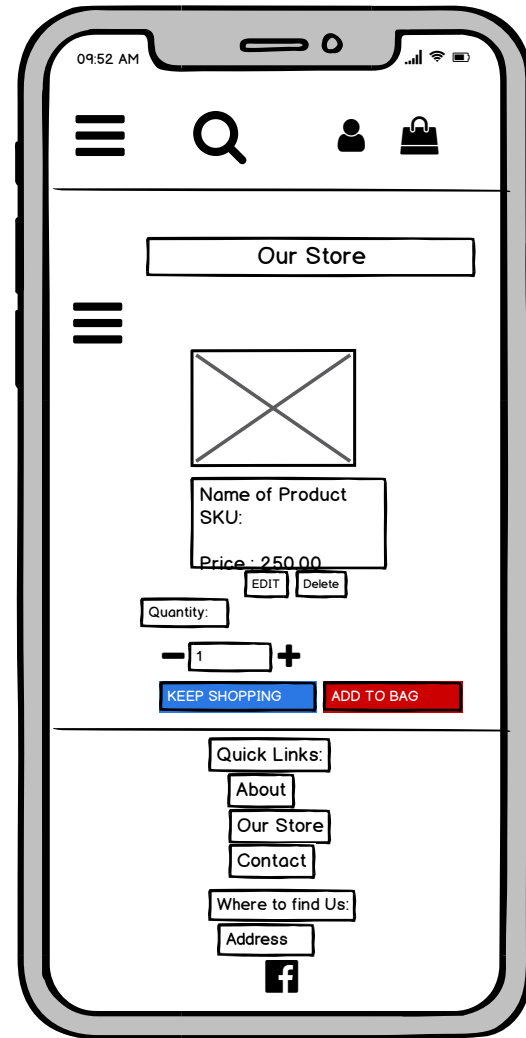 09:52 AM
Our Store
Name of Product
SKU:
Price : 250.00
EDIT
Delete
Quantity:
1
KEEP SHOPPING
ADD TO BAG
Quick Links:
About
Our Store
Contact
Where to find Us:
Address